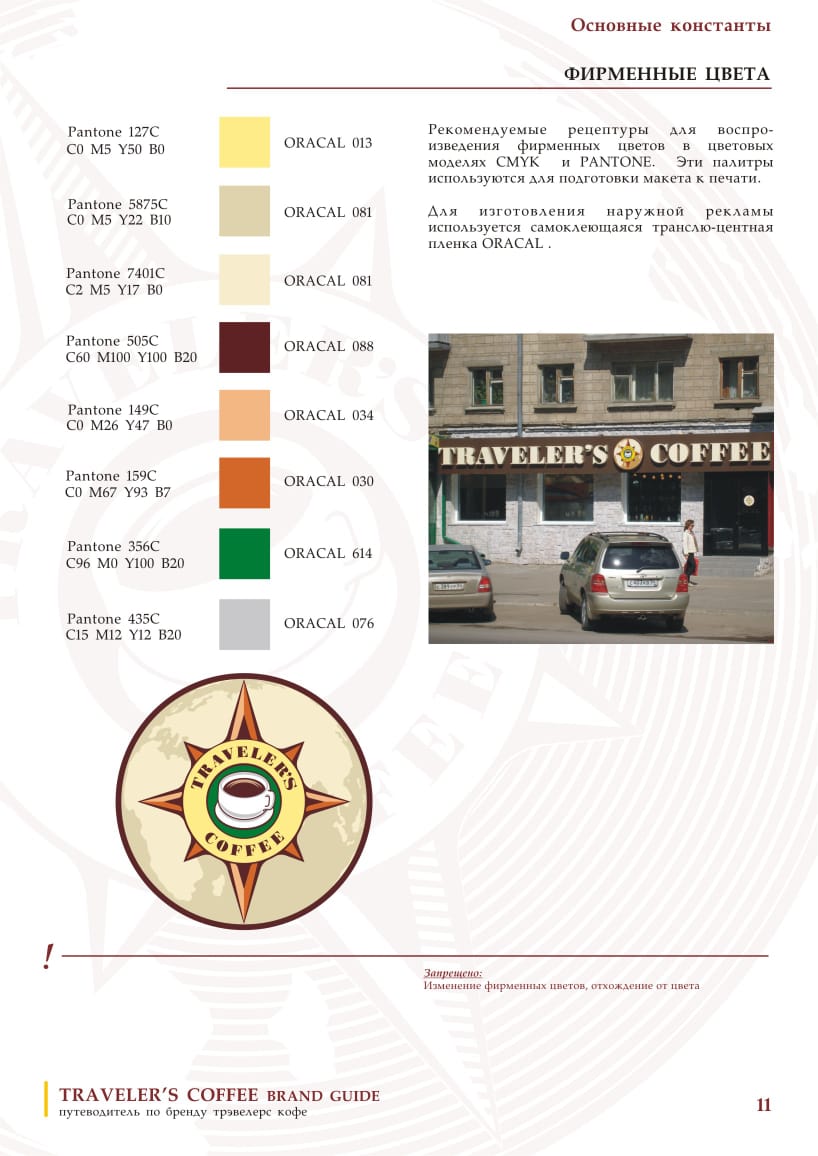 Основные константы
ФИРМЕННЫЕ ЦВЕТА
Pantone 127C
C0 M5 Y50 B0
ORACAL 013
Pantone 5875C
C0 M5 Y22 B10
ORACAL 081
Pantone 7401C
C2 M5 Y17 B0
ORACAL 081
Pantone 505C
C60 M100 Y100 B20
ORACAL 088
Pantone 149C
C0 M26 Y47 B0
ORACAL 034
Pantone 159C
C0 M67 Y93 B7
ORACAL 030
Pantone 356C
C96 M0 Y100 B20
ORACAL 614
Pantone 435C
C15 M12 Y12 B20
ORACAL 076
Рекомендуемые рецептуры для воспро-
изведения фирменных цветов в цветовых
моделях CMYK и PANTONE. Эти палитры
используются для подготовки макета к печати.
Для изготовления наружной рекламы
используется самоклеющаяся транслю-центная
пленка ORACAL .
TRAVELER'S COFFEE
TRAVELER'S
COFFEE
!
Запрещено:
Изменение фирменных цветов, отхождение от цвета
TRAVELER'S COFFEE BRAND GUIDE
путеводитель по бренду трэвелерс кофе
11